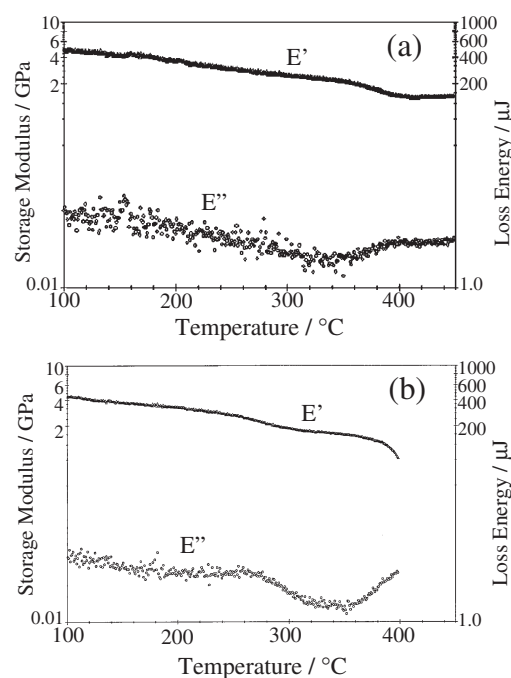 (a)
10
6
4
2
0.01
Storage Modulus / GPa
E'
E"
1000
600
400
200
1.0
Loss Energy / µJ
100
200
300
400
Temperature / °C
(b)
10
6
4
2
0.01
Storage Modulus / GPa
E'
E"
1000
600
400
200
1.0
Loss Energy / µJ
100
200
300
400
Temperature / °C